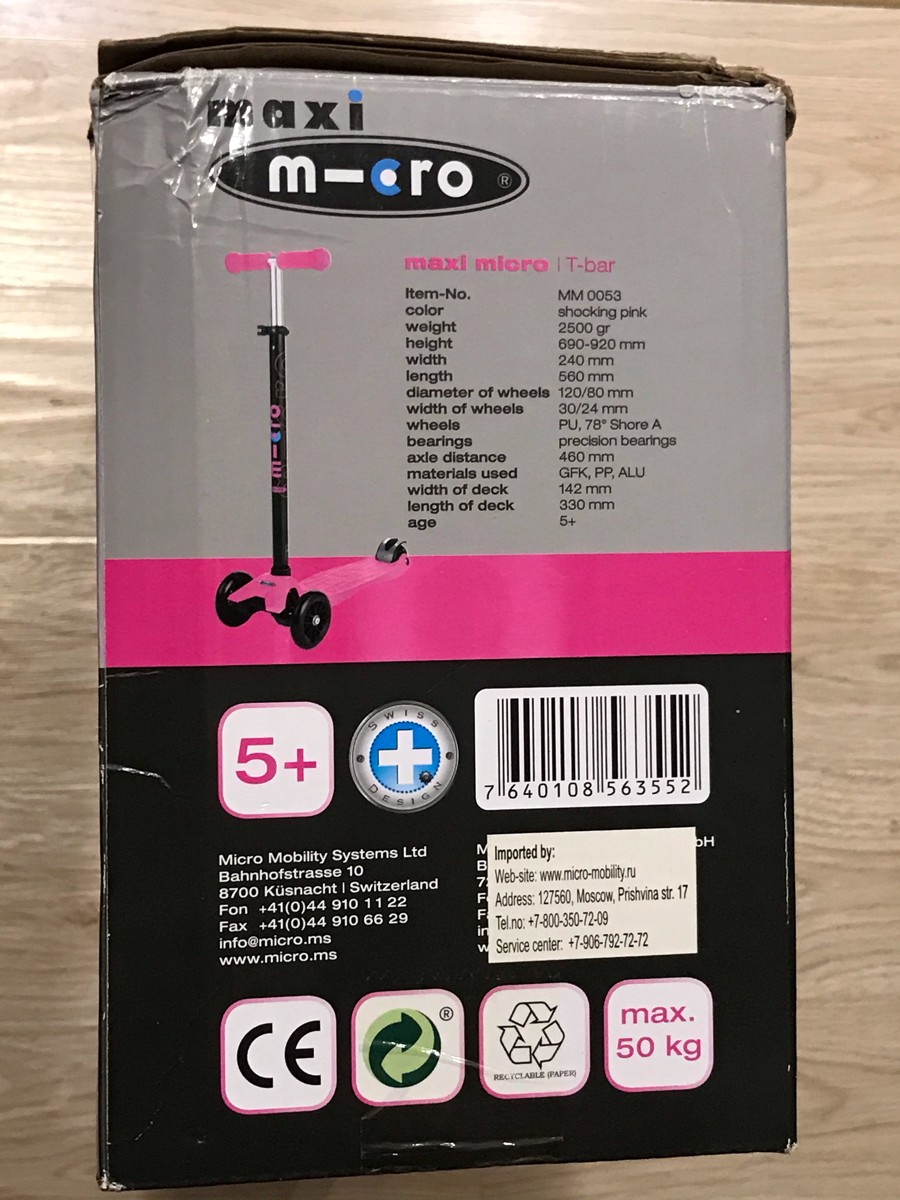 maxi
micro ®
maxi micro | T-bar
Item-No. MM 0053
color shocking pink
weight 2500 gr
height 690-920 mm
width 240 mm
length 560 mm
diameter of wheels 120/80 mm
width of wheels 30/24 mm
wheels PU, 78° Shore A
bearings precision bearings
axle distance 460 mm
materials used GFK, PP, ALU
width of deck 142 mm
length of deck 330 mm
age 5+
micro
5+
SWISS
DESIGN
7 640108 563552
Micro Mobility Systems Ltd
Bahnhofstrasse 10
8700 Küsnacht | Switzerland
Fon +41(0)44 910 11 22
Fax +41(0)44 910 66 29
info@micro.ms
www.micro.ms
Imported by:
Web-site: www.micro-mobility.ru
Address: 127560, Moscow, Prishvina str. 17
Tel.no: +7-800-350-72-09
Service center: +7-906-792-72-72
CE
®
RECYCLABLE (PAPER)
max.
50 kg